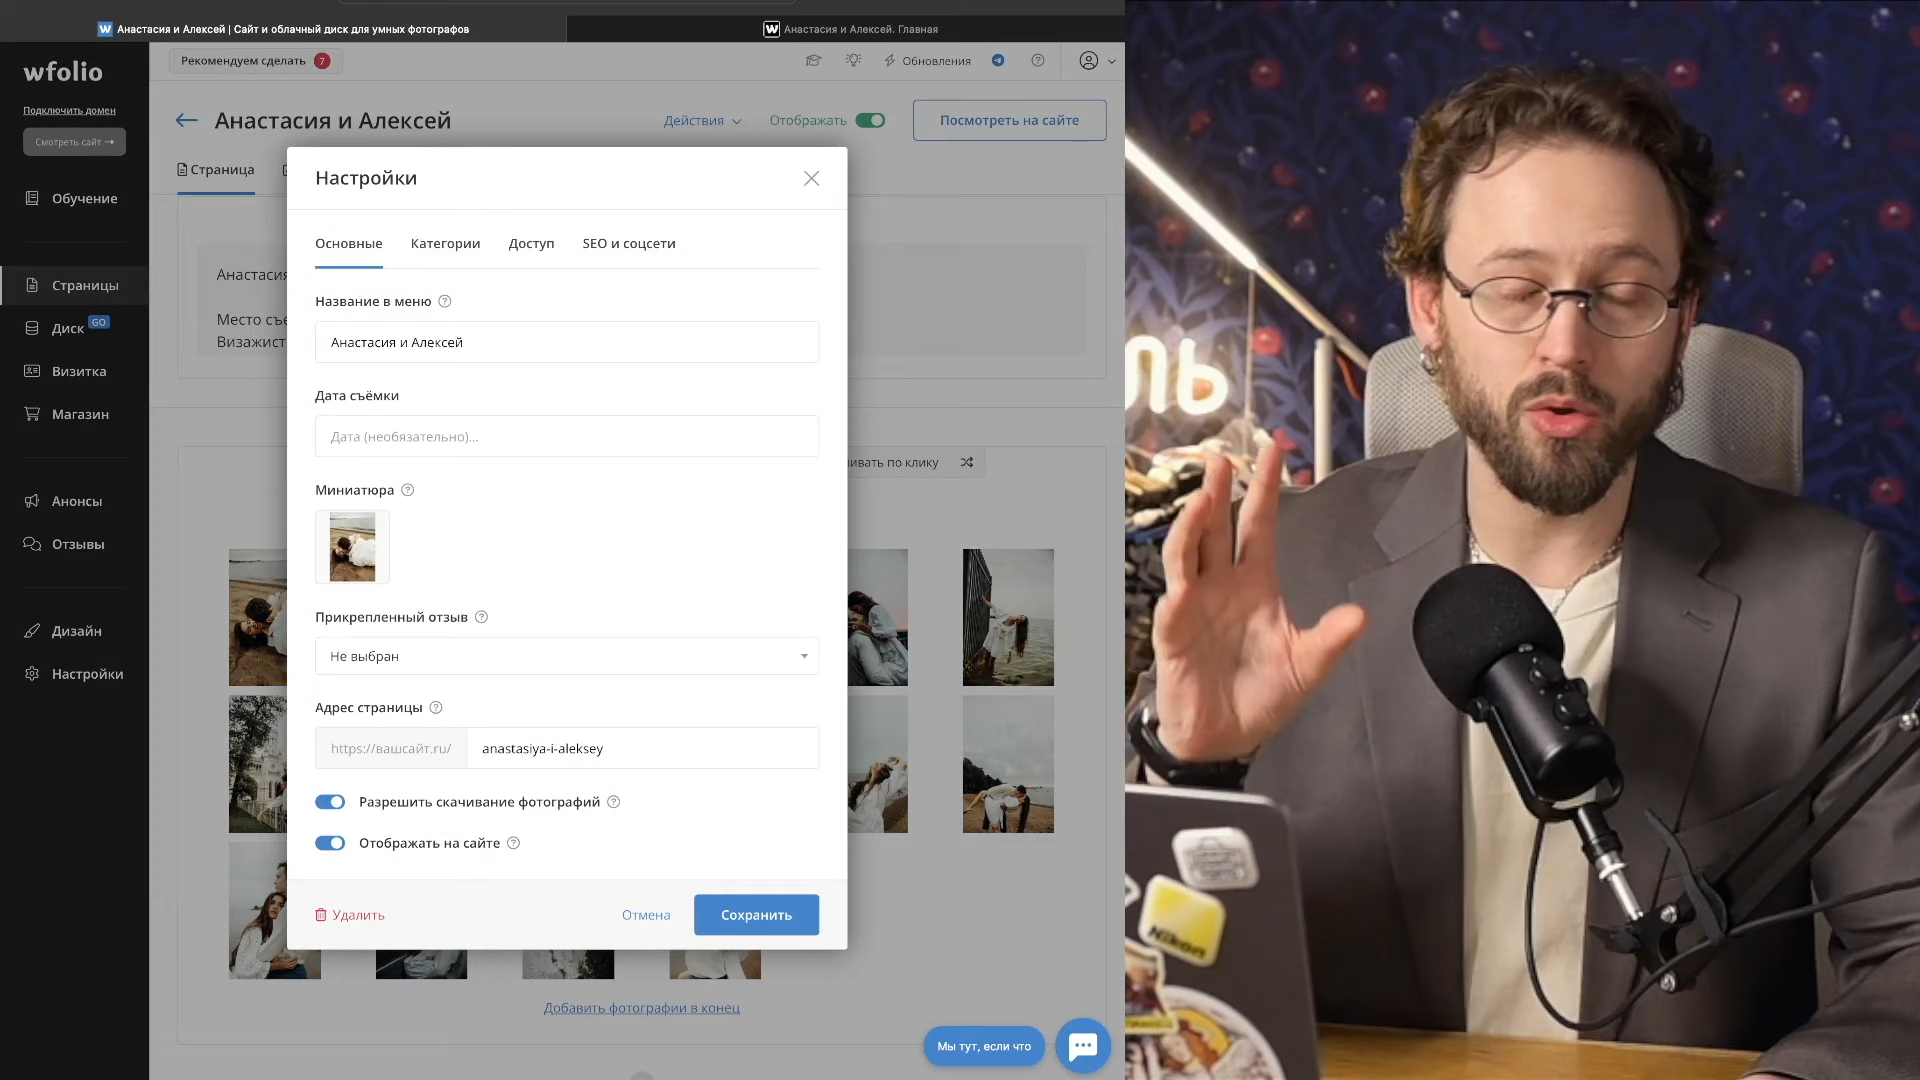 Анастасия и Алексей | Сайт и облачный диск для умных фотографов
Анастасия и Алексей. Главная
wfolio
Подключить домен
Смотреть сайт →
Обучение
Страницы
Диск GO
Визитка
Магазин
Анонсы
Отзывы
Дизайн
Настройки
Рекомендуем сделать 7
Обновления
Анастасия и Алексей
Действия
Отображать
Посмотреть на сайте
Страница
Настройки
Основные
Категории
Доступ
SEO и соцсети
Название в меню
Анастасия и Алексей
Дата съёмки
Дата (необязательно)...
Миниатюра
Прикрепленный отзыв
Не выбран
Адрес страницы
https://вашсайт.ru/
anastasiya-i-aleksey
Разрешить скачивание фотографий
Отображать на сайте
Удалить
Отмена
Сохранить
по клику
Добавить фотографии в конец
Мы тут, если что
ль
Nikon